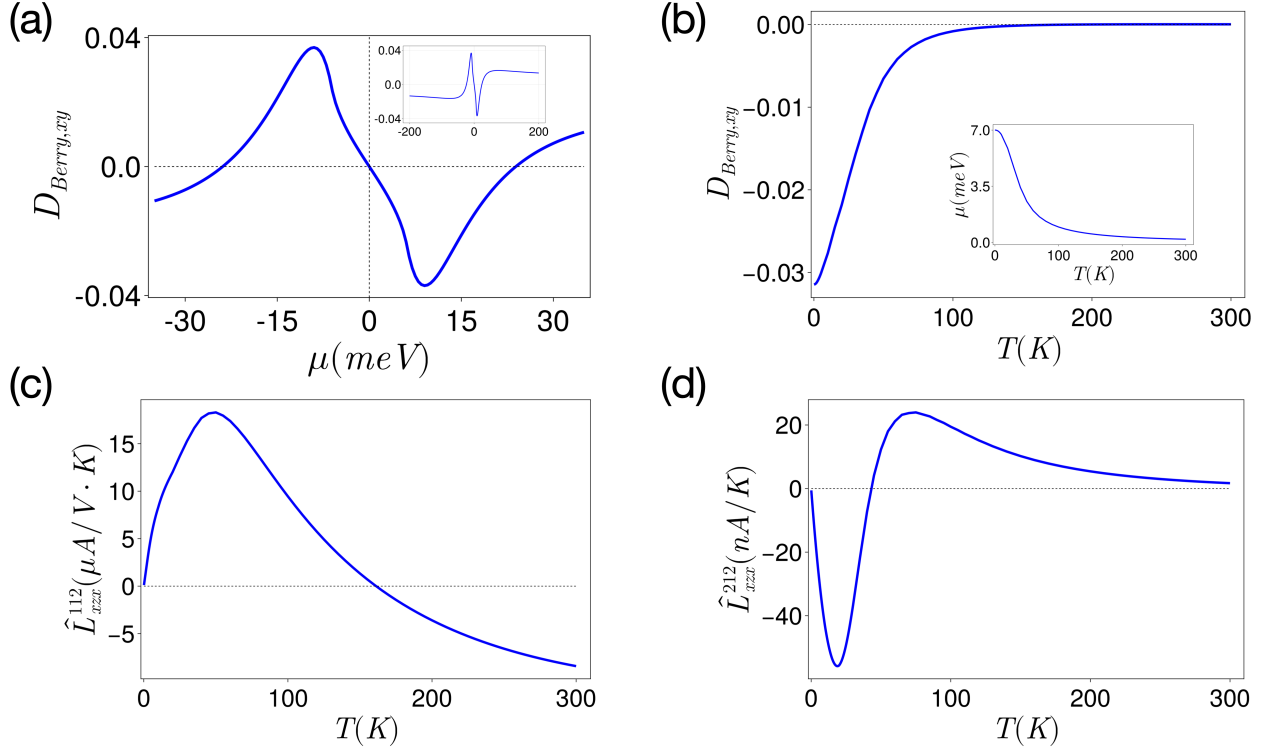 (a)
0.04
0.0
-0.04
D_{Berry,xy}
-30 -15 0 15 30
μ(meV)
0.04
0.0
-0.04
-200 0 200
(b)
0.00
−0.01
−0.02
−0.03
D_{Berry,xy}
0 100 200 300
T(K)
7.0
3.5
0.0
μ(meV)
0 100 200 300
T(K)
(c)
15
10
5
0
−5
L̂^{112}_{xzx}(μA/V · K)
0 100 200 300
T(K)
(d)
20
0
−20
−40
L̂^{212}_{xzx}(nA/K)
0 100 200 300
T(K)